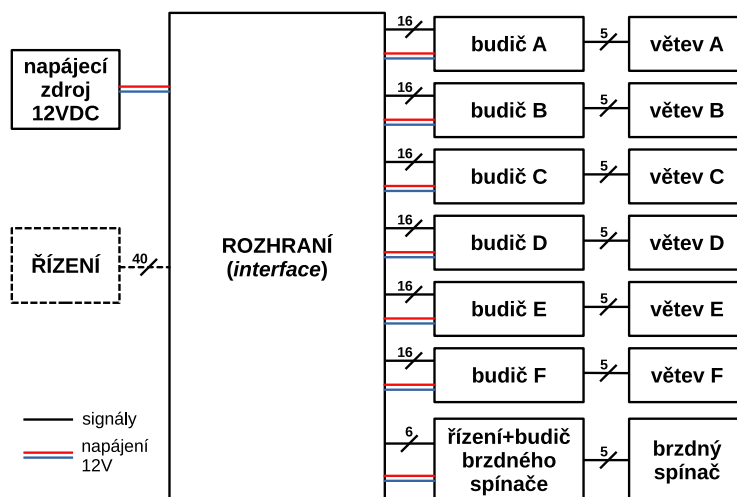 napájecí
zdroj
12VDC
ŘÍZENÍ
40
ROZHRANÍ
(interface)
16
budič A
5
větev A
16
budič B
5
větev B
16
budič C
5
větev C
16
budič D
5
větev D
16
budič E
5
větev E
16
budič F
5
větev F
6
řízení+budič
brzdného
spínače
5
brzdný
spínač
signály
napájení
12V